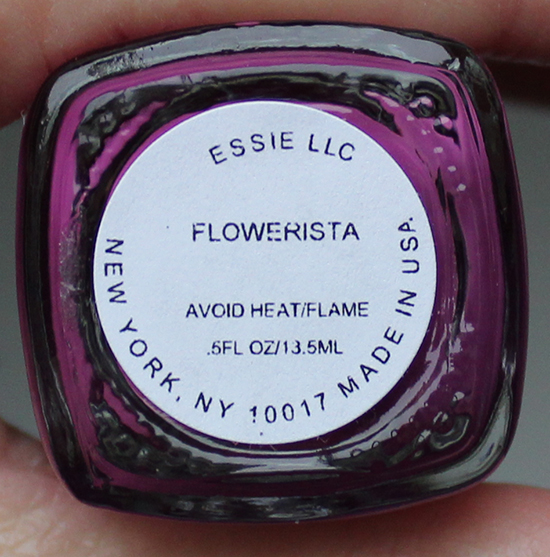 ESSIE LLC
FLOWERISTA
AVOID HEAT/FLAME
.5FL OZ/13.5ML
NEW YORK, NY 10017 MADE IN USA.